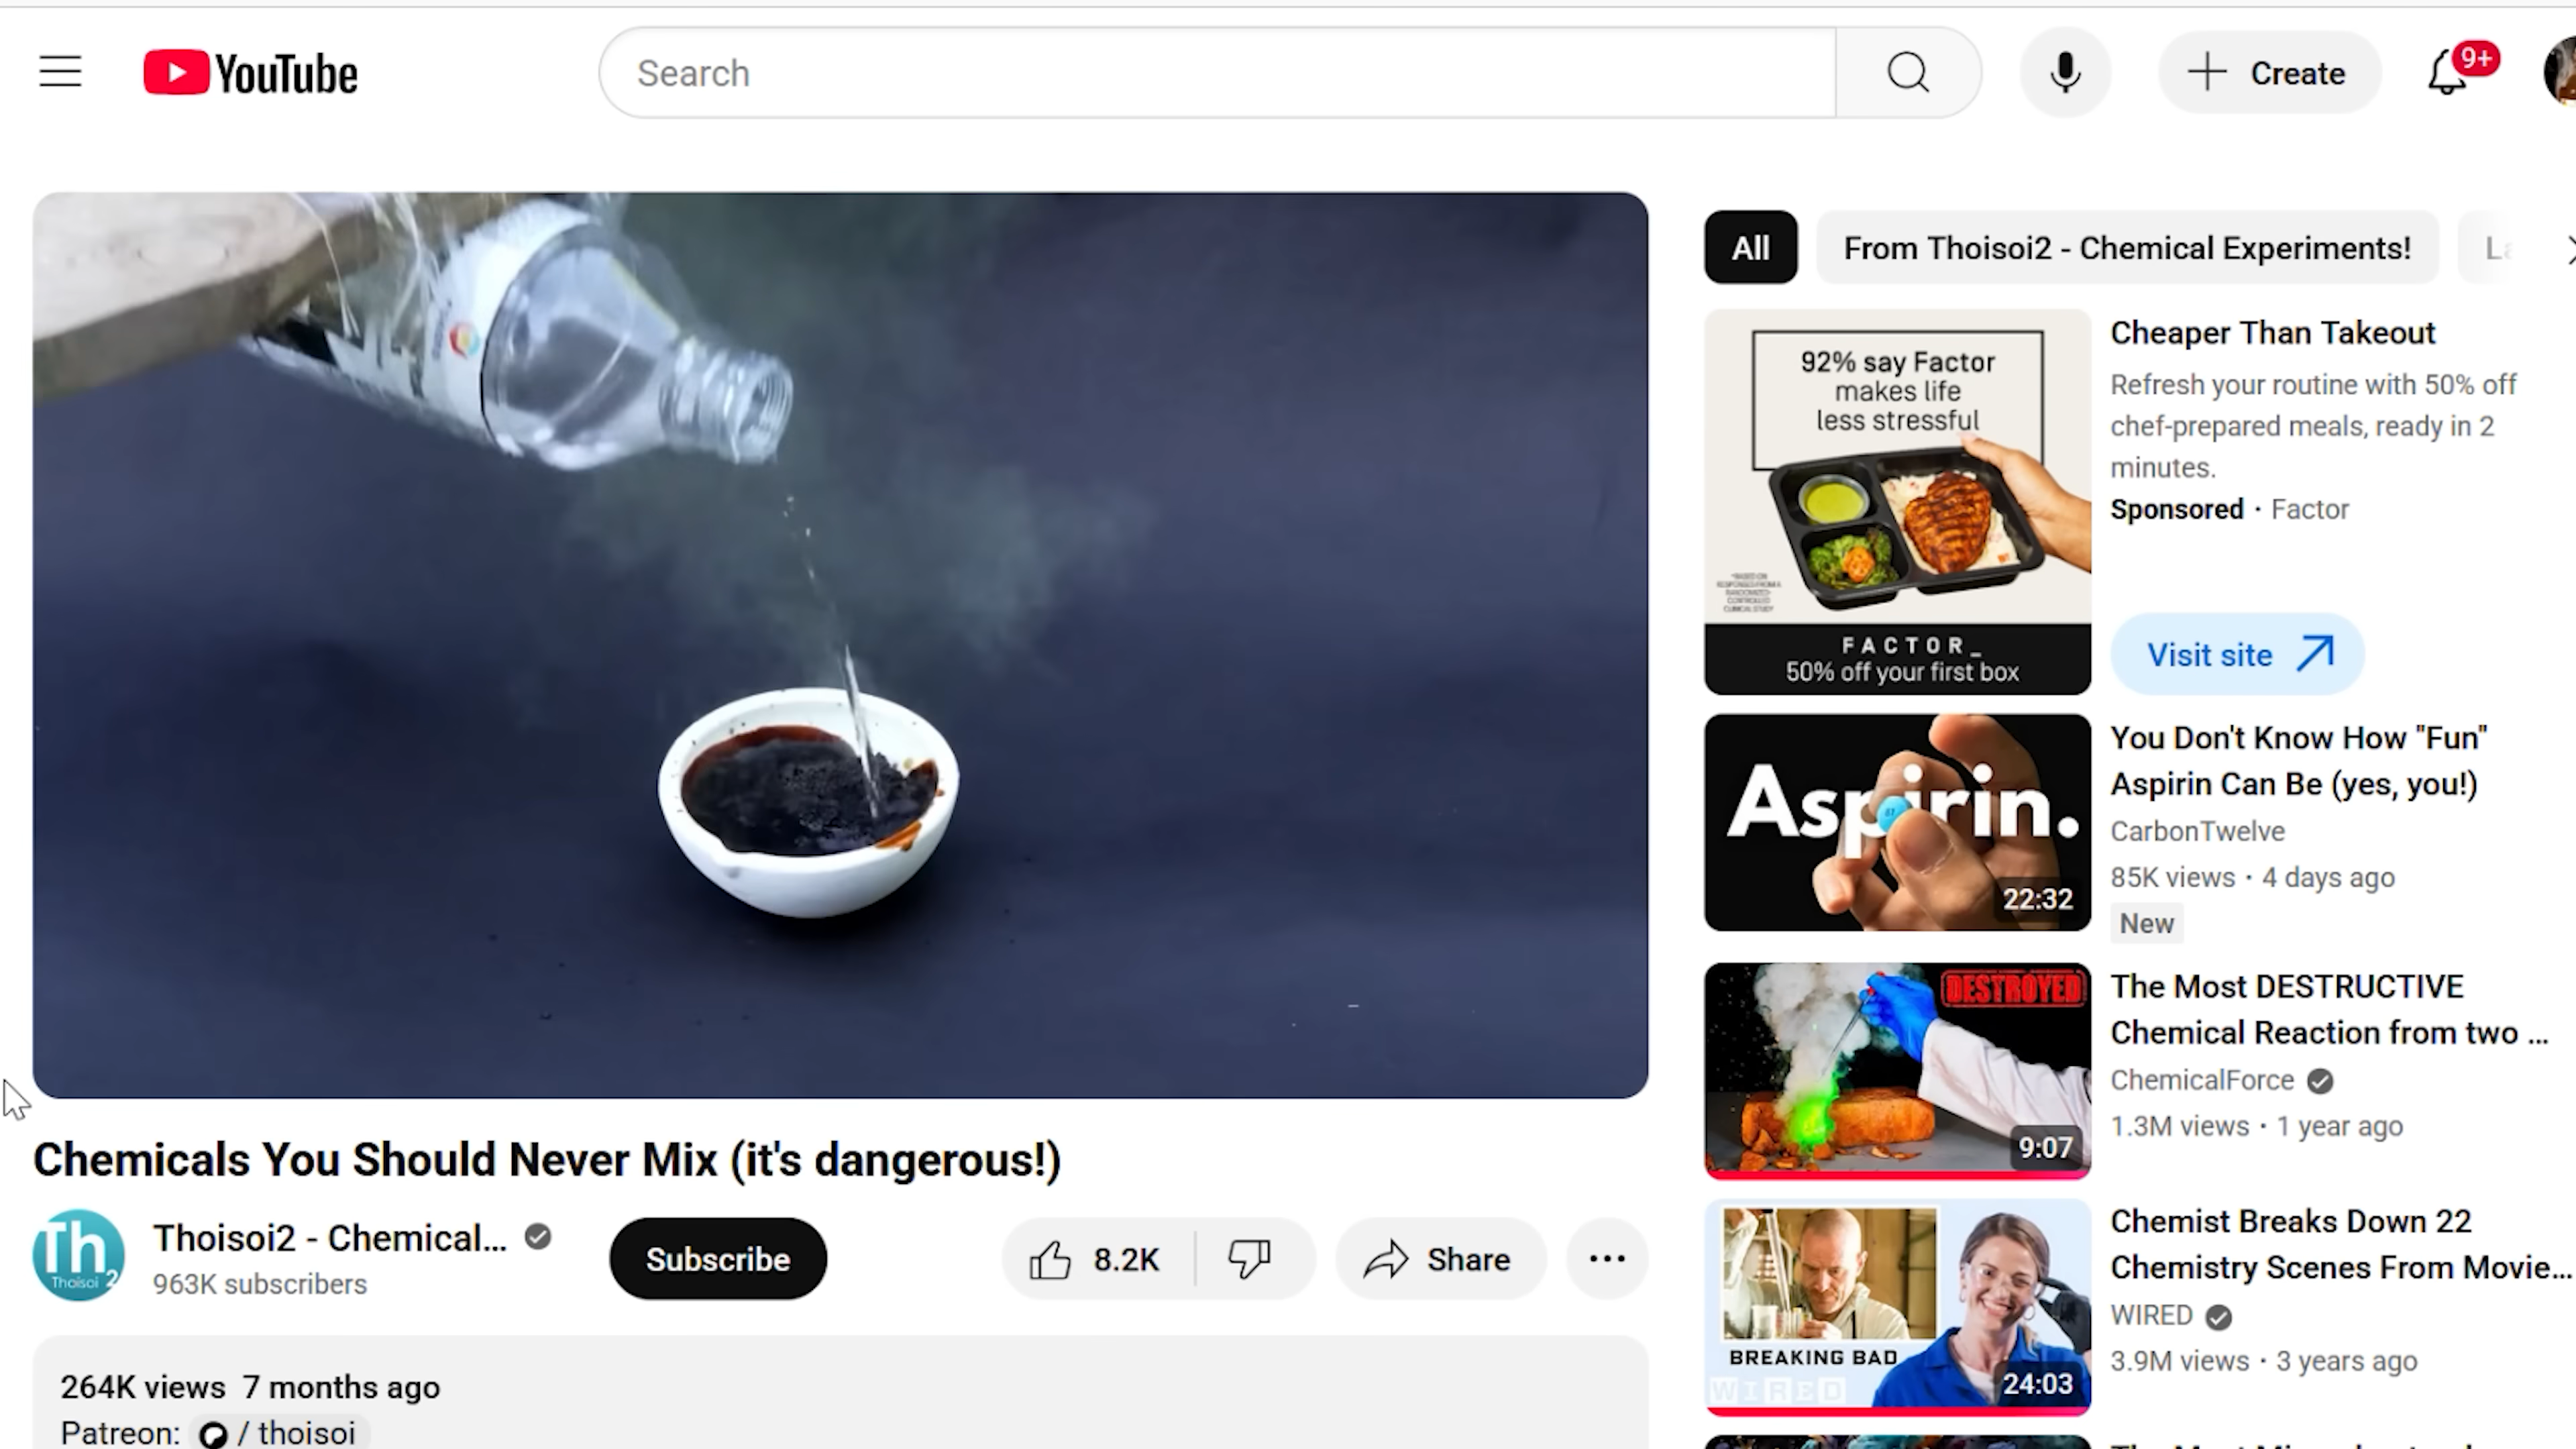 YouTube
Search
Create
9+
All
From Thoisoi2 - Chemical Experiments!
92% say Factor
makes life
less stressful
FACTOR_
50% off your first box
Cheaper Than Takeout
Refresh your routine with 50% off
chef-prepared meals, ready in 2
minutes.
Sponsored · Factor
Visit site
Aspirin.
22:32
You Don't Know How "Fun"
Aspirin Can Be (yes, you!)
CarbonTwelve
85K views · 4 days ago
New
DESTROYED
9:07
The Most DESTRUCTIVE
Chemical Reaction from two ...
ChemicalForce
1.3M views · 1 year ago
BREAKING BAD
WIRED
24:03
Chemist Breaks Down 22
Chemistry Scenes From Movie...
WIRED
3.9M views · 3 years ago
Chemicals You Should Never Mix (it's dangerous!)
Th
Thoisoi 2
Thoisoi2 - Chemical...
963K subscribers
Subscribe
8.2K
Share
264K views 7 months ago
Patreon: / thoisoi